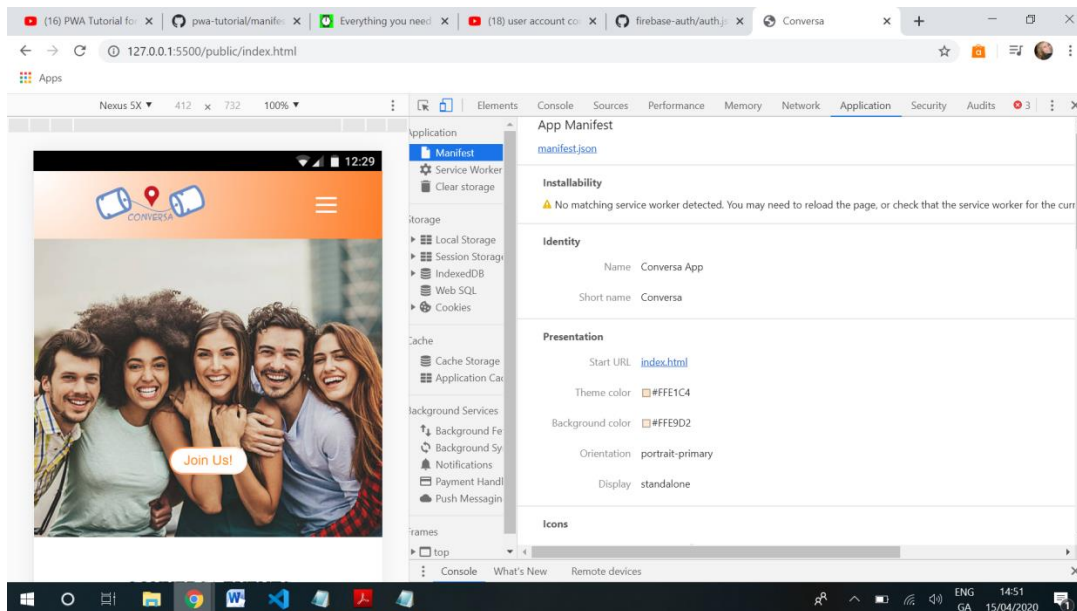 (16) PWA Tutorial for
pwa-tutorial/manifes
Everything you need
(18) user account co
firebase-auth/auth.js
Conversa
127.0.0.1:5500/public/index.html
Apps
Nexus 5X ▼ 412 x 732 100% ▼
Elements Console Sources Performance Memory Network Application Security Audits 3
12:29
CONVERSA
Join Us!
Application
Manifest
Service Worker
Clear storage
Storage
Local Storage
Session Storage
IndexedDB
Web SQL
Cookies
Cache
Cache Storage
Application Cac
Background Services
Background Fe
Background Sy
Notifications
Payment Handl
Push Messagin
Frames
top
App Manifest
manifest.json
Installability
No matching service worker detected. You may need to reload the page, or check that the service worker for the curr
Identity
Name Conversa App
Short name Conversa
Presentation
Start URL index.html
Theme color #FFE1C4
Background color #FFE9D2
Orientation portrait-primary
Display standalone
Icons
Console What's New Remote devices
ENG 14:51
GA 15/04/2020